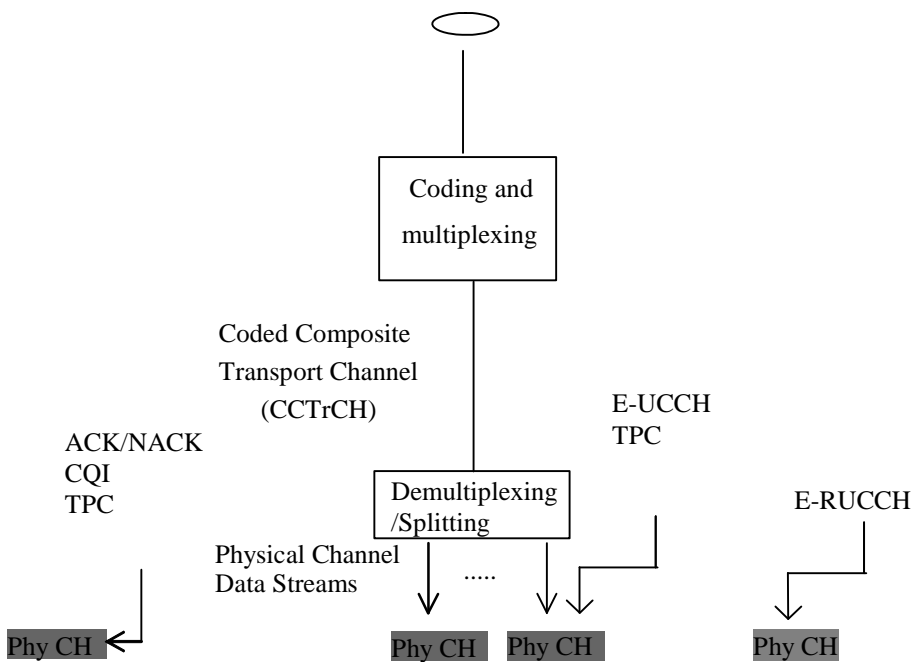 Coding and
multiplexing
Coded Composite
Transport Channel
(CCTrCH)
E-UCCH
TPC
ACK/NACK
CQI
TPC
Demultiplexing
/Splitting
E-RUCCH
Physical Channel
Data Streams
.....
Phy CH
Phy CH
Phy CH
Phy CH